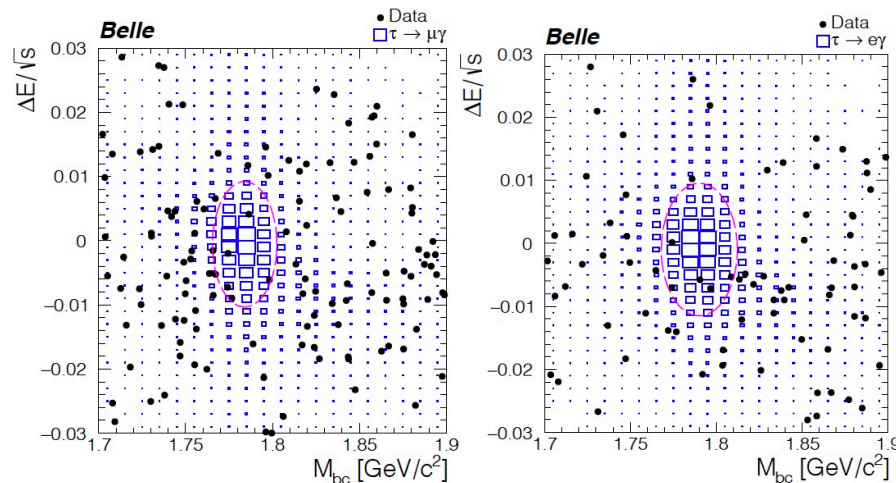 Belle
Data
τ → μγ
ΔE/√s
0.03
0.02
0.01
0
−0.01
−0.02
−0.03
1.7
1.75
1.8
1.85
1.9
M_bc [GeV/c²]
Belle
Data
τ → eγ
ΔE/√s
0.03
0.02
0.01
0
−0.01
−0.02
−0.03
1.7
1.75
1.8
1.85
1.9
M_bc [GeV/c²]